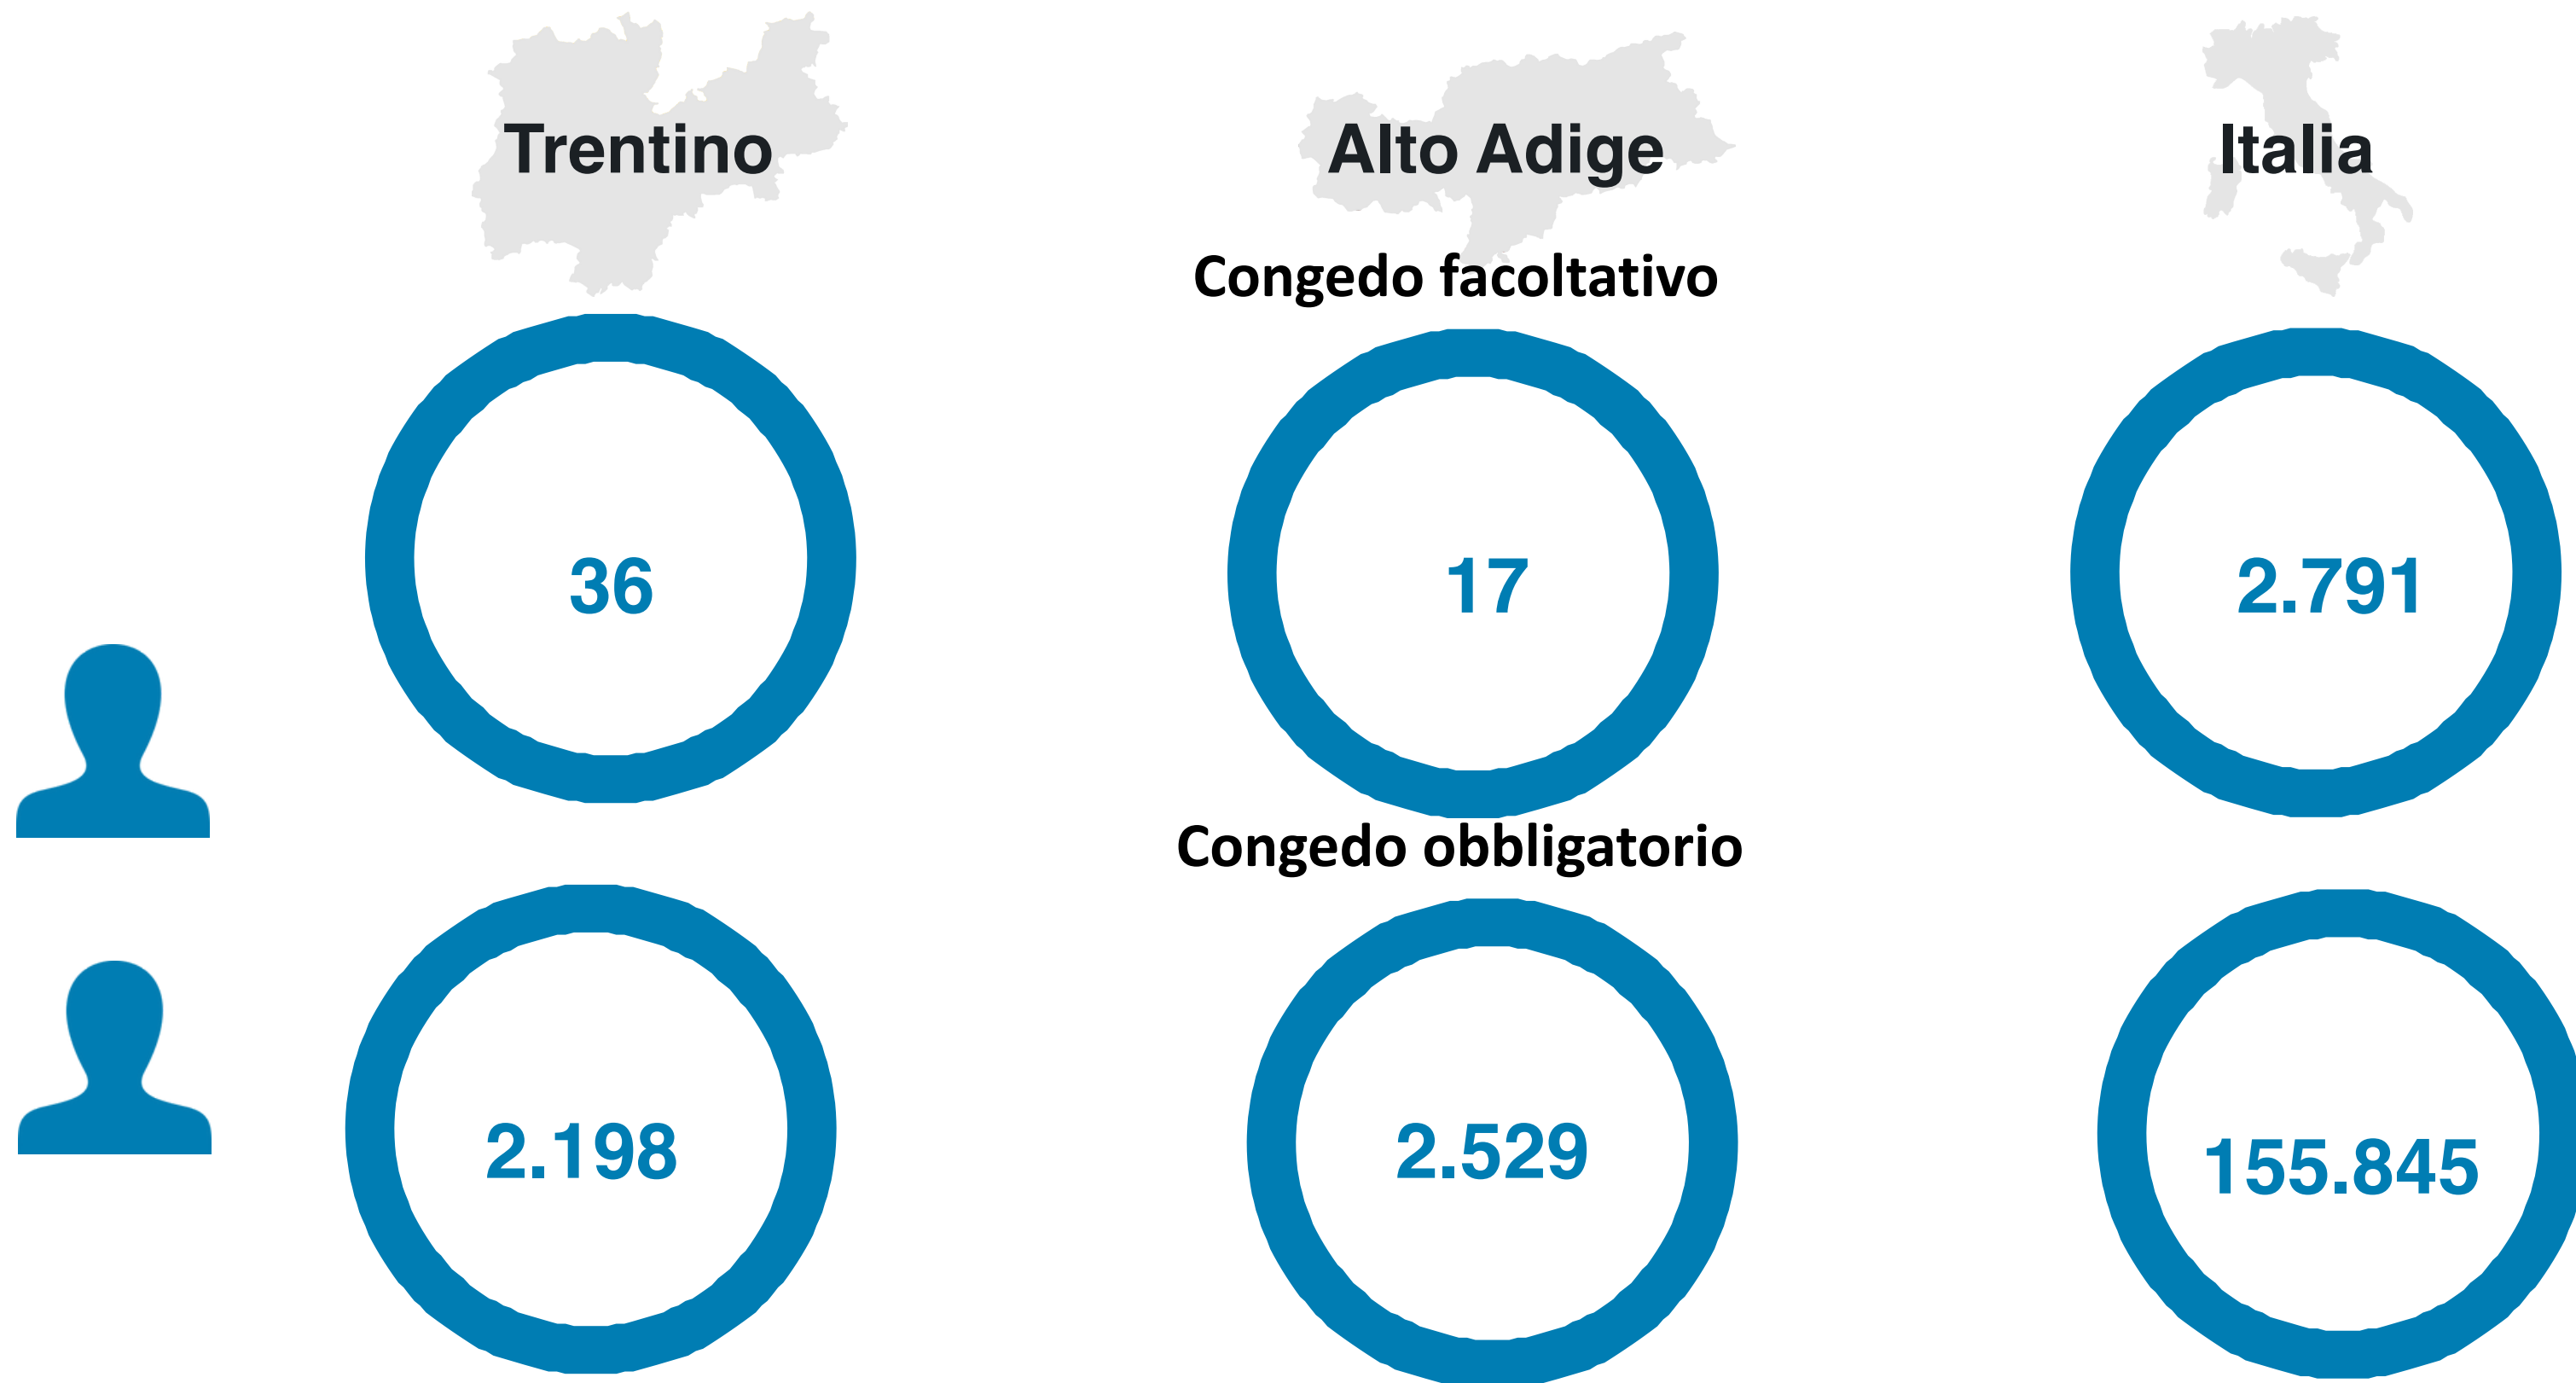 Trentino
Alto Adige
Italia
Congedo facoltativo
36
17
2.791
Congedo obbligatorio
2.198
2.529
155.845